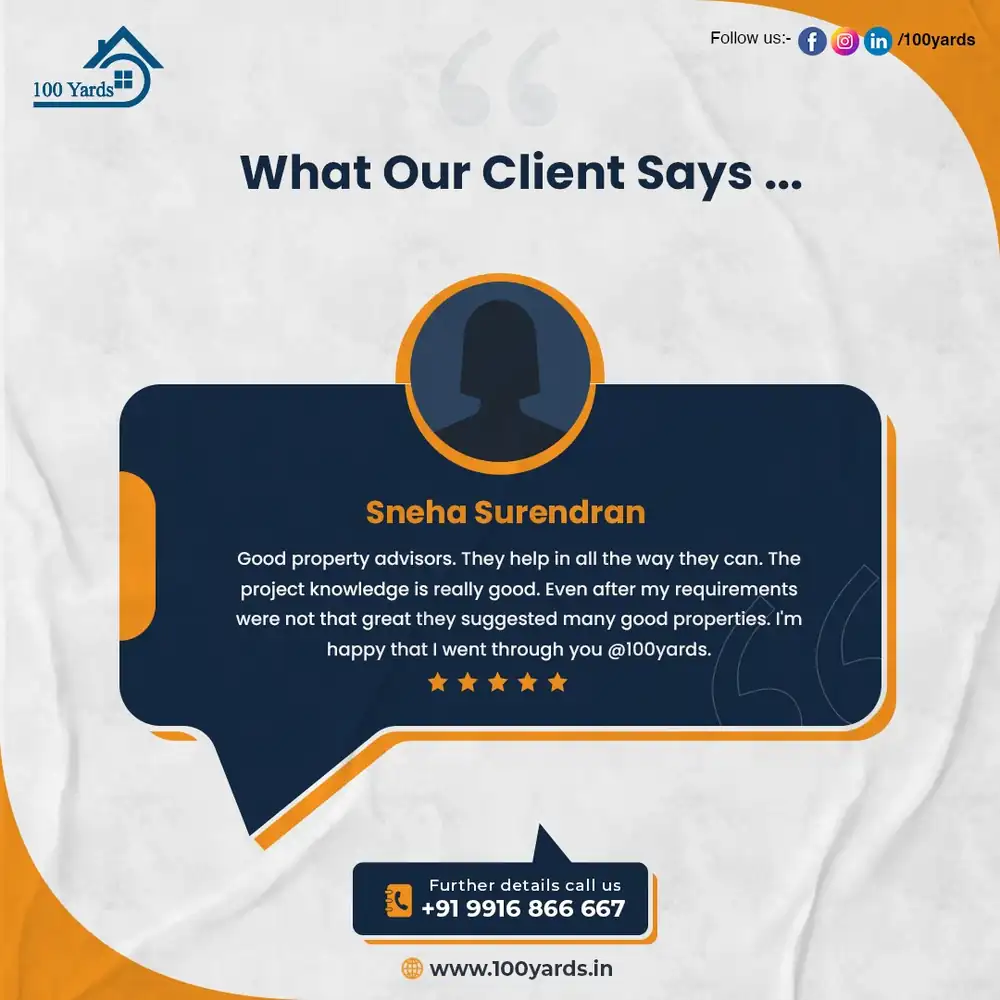 100 Yards
Follow us:- /100yards
What Our Client Says ...
Sneha Surendran
Good property advisors. They help in all the way they can. The
project knowledge is really good. Even after my requirements
were not that great they suggested many good properties. I'm
happy that I went through you @100yards.
Further details call us
+91 9916 866 667
www.100yards.in